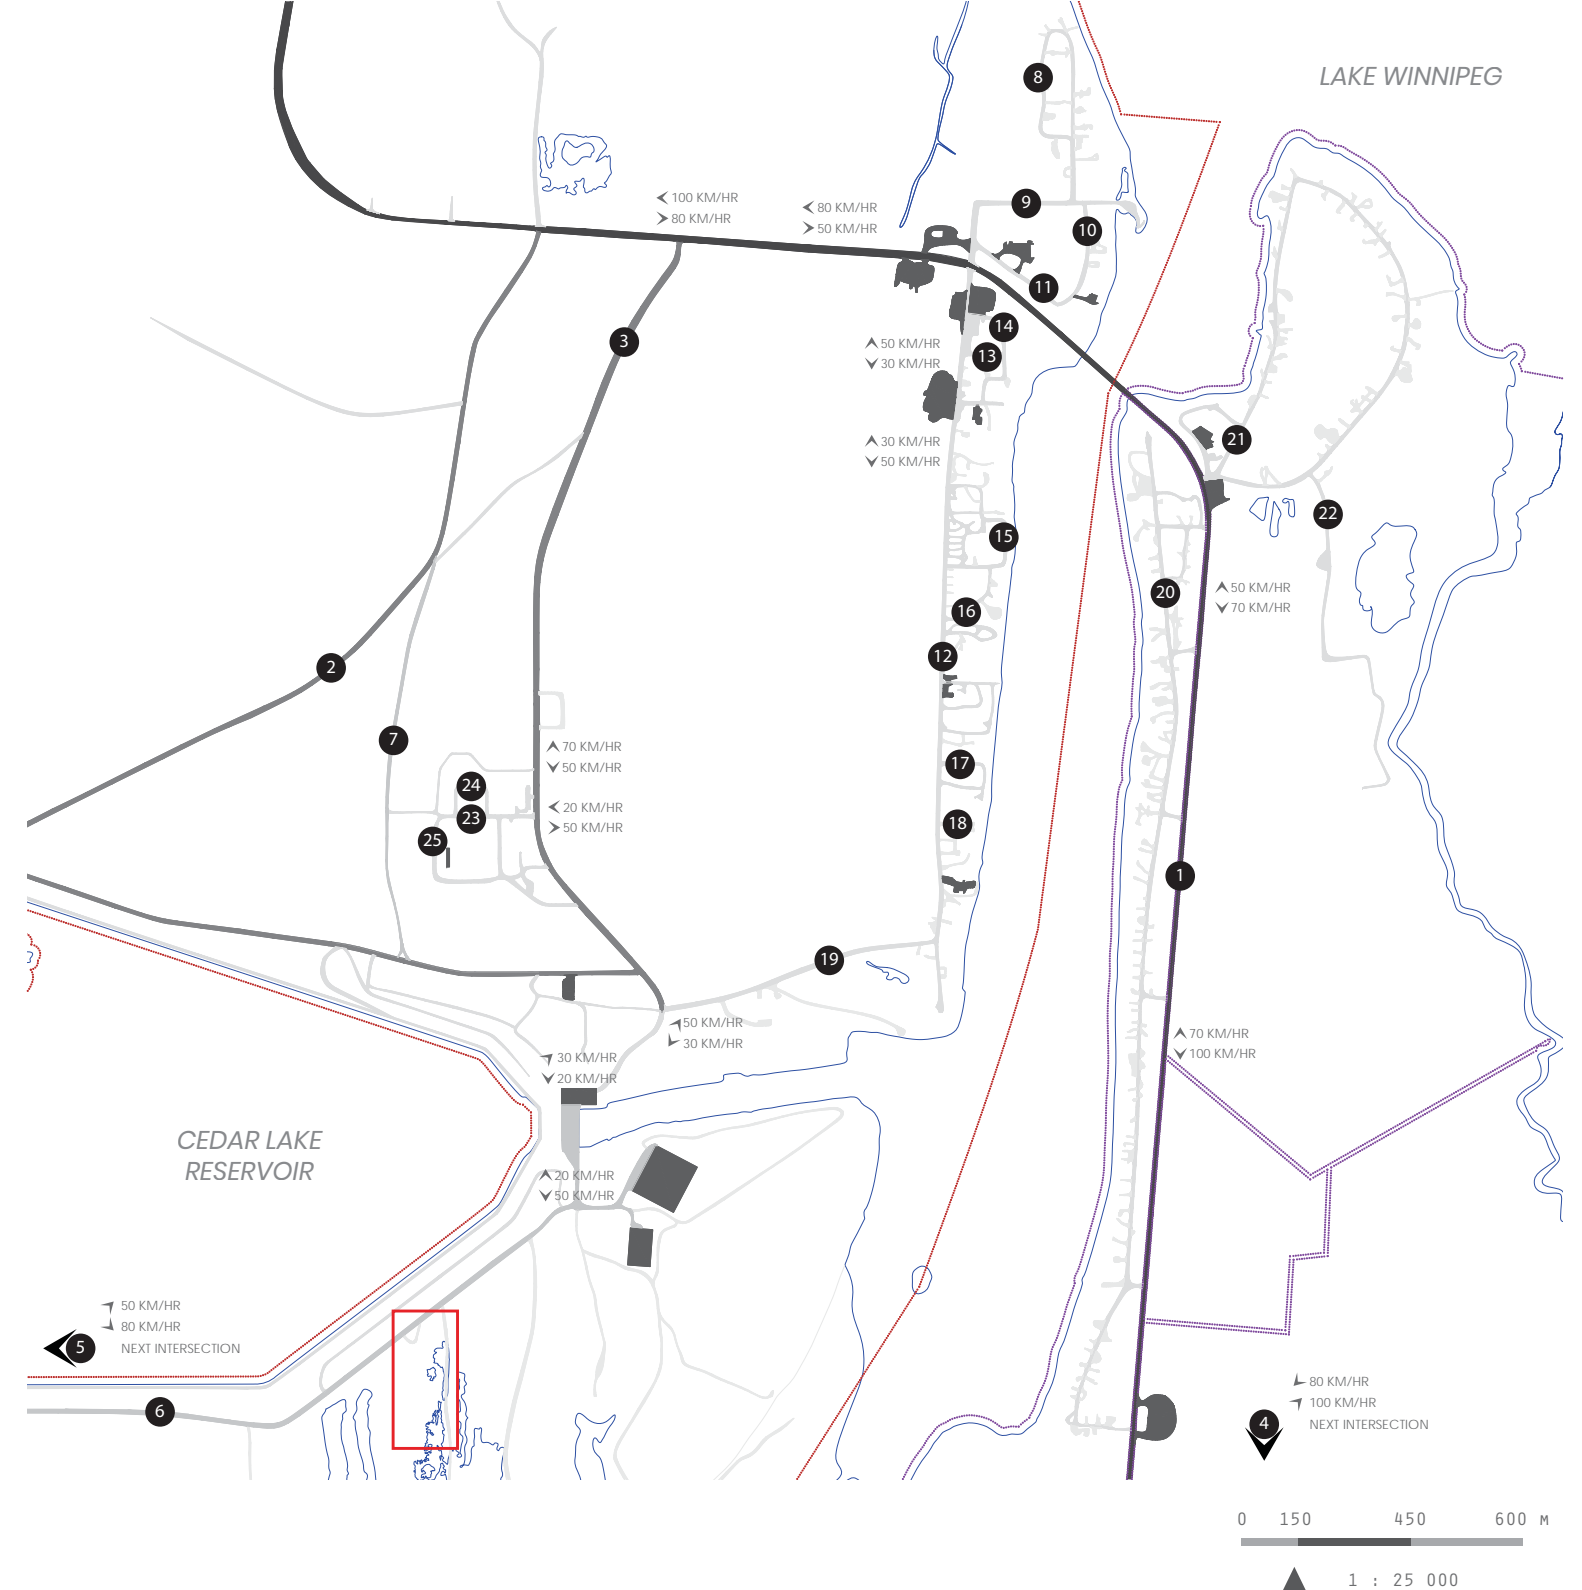 LAKE WINNIPEG
8
100 KM/HR
80 KM/HR
80 KM/HR
50 KM/HR
9
10
11
14
13
3
50 KM/HR
30 KM/HR
30 KM/HR
50 KM/HR
21
22
15
20
50 KM/HR
70 KM/HR
16
12
2
7
70 KM/HR
50 KM/HR
17
24
20 KM/HR
50 KM/HR
23
25
18
1
19
50 KM/HR
30 KM/HR
70 KM/HR
100 KM/HR
30 KM/HR
20 KM/HR
CEDAR LAKE
RESERVOIR
20 KM/HR
50 KM/HR
50 KM/HR
80 KM/HR
5
NEXT INTERSECTION
6
80 KM/HR
100 KM/HR
4
NEXT INTERSECTION
0 150 450 600 M
1 : 25 000